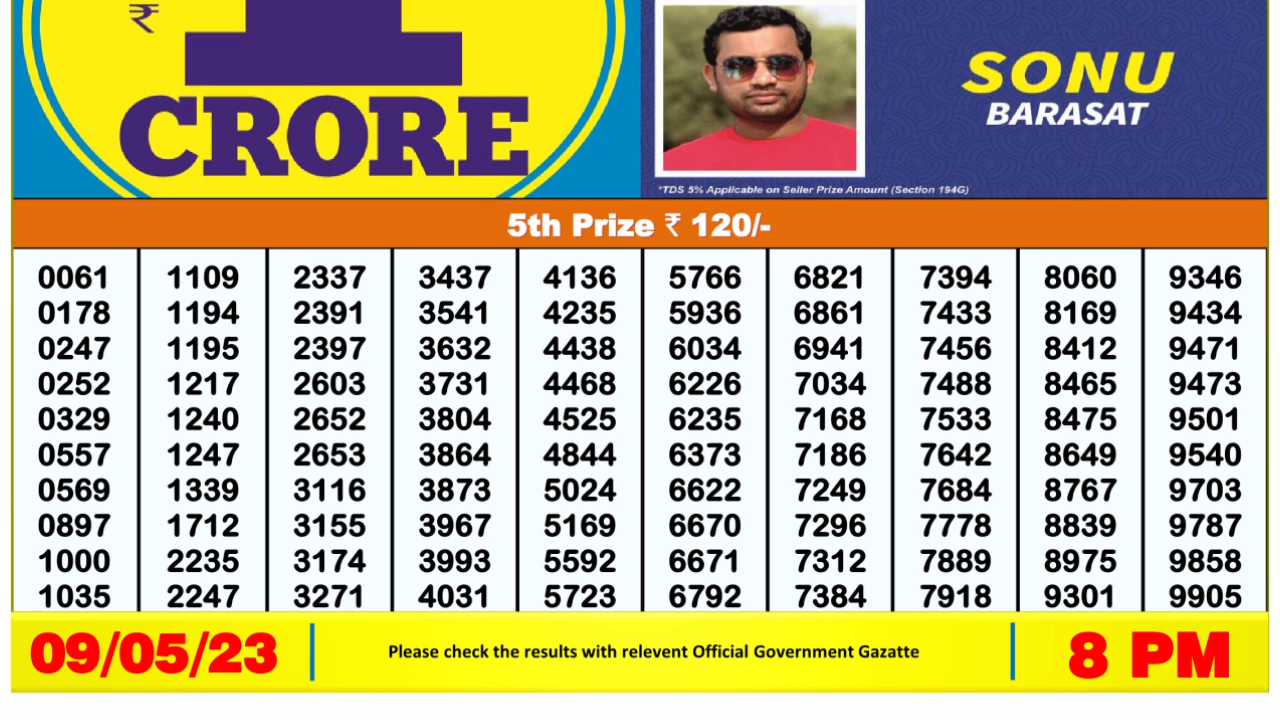 ₹
CRORE
SONU
BARASAT
*TDS 5% Applicable on Seller Prize Amount (Section 194G)
5th Prize ₹ 120/-
0061 1109 2337 3437 4136 5766 6821 7394 8060 9346
0178 1194 2391 3541 4235 5936 6861 7433 8169 9434
0247 1195 2397 3632 4438 6034 6941 7456 8412 9471
0252 1217 2603 3731 4468 6226 7034 7488 8465 9473
0329 1240 2652 3804 4525 6235 7168 7533 8475 9501
0557 1247 2653 3864 4844 6373 7186 7642 8649 9540
0569 1339 3116 3873 5024 6622 7249 7684 8767 9703
0897 1712 3155 3967 5169 6670 7296 7778 8839 9787
1000 2235 3174 3993 5592 6671 7312 7889 8975 9858
1035 2247 3271 4031 5723 6792 7384 7918 9301 9905
09/05/23
Please check the results with relevent Official Government Gazatte
8 PM